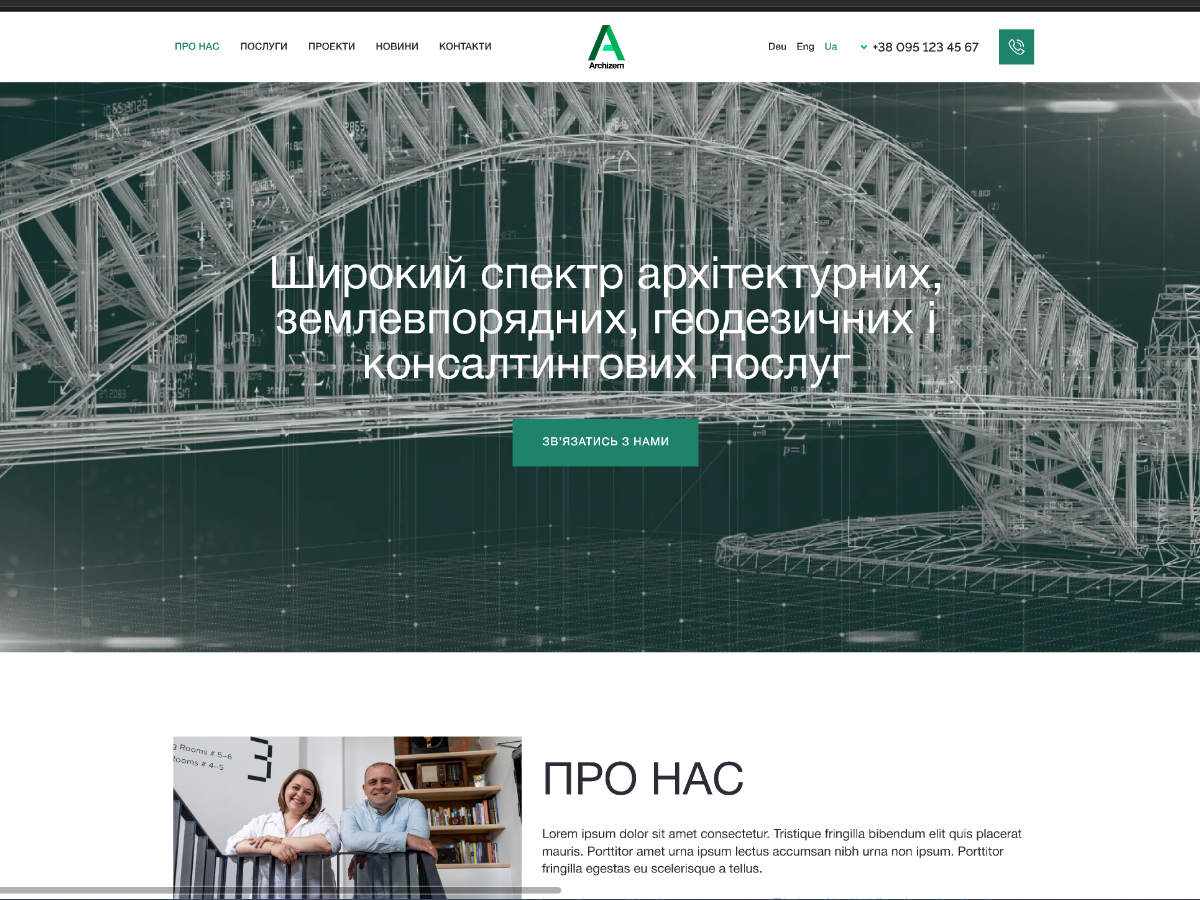 ПРО НАС ПОСЛУГИ ПРОЕКТИ НОВИНИ КОНТАКТИ
Archizem
Deu Eng Ua +38 095 123 45 67
Широкий спектр архітектурних,
землевпорядних, геодезичних і
консалтингових послуг
ЗВ'ЯЗАТИСЬ З НАМИ
p=1
g Rooms # 5–6
Rooms # 4–5
3
ПРО НАС
Lorem ipsum dolor sit amet consectetur. Tristique fringilla bibendum elit quis placerat
mauris. Porttitor amet urna ipsum lectus accumsan nibh urna non ipsum. Porttitor
fringilla egestas eu scelerisque a tellus.